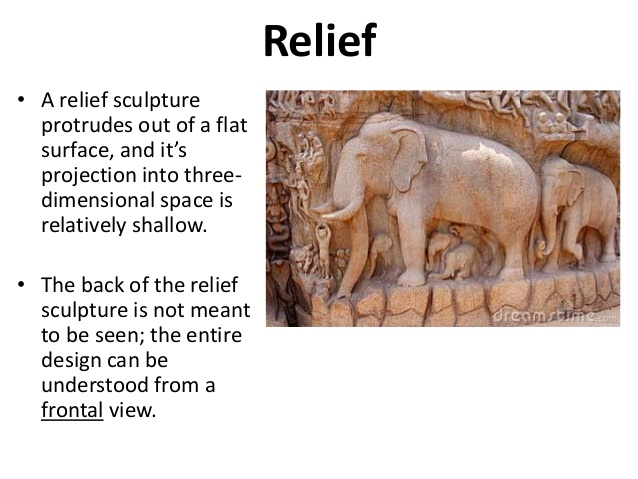 Relief
• A relief sculpture
protrudes out of a flat
surface, and it's
projection into three-
dimensional space is
relatively shallow.
• The back of the relief
sculpture is not meant
to be seen; the entire
design can be
understood from a
frontal view.
dreamstime.com